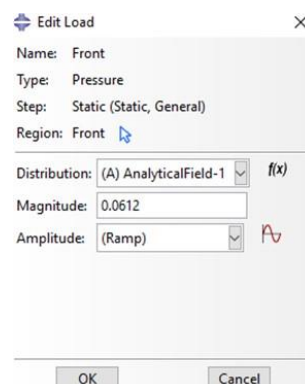 Edit Load
Name: Front
Type: Pressure
Step: Static (Static, General)
Region: Front
Distribution: (A) AnalyticalField-1 f(x)
Magnitude: 0.0612
Amplitude: (Ramp)
OK Cancel